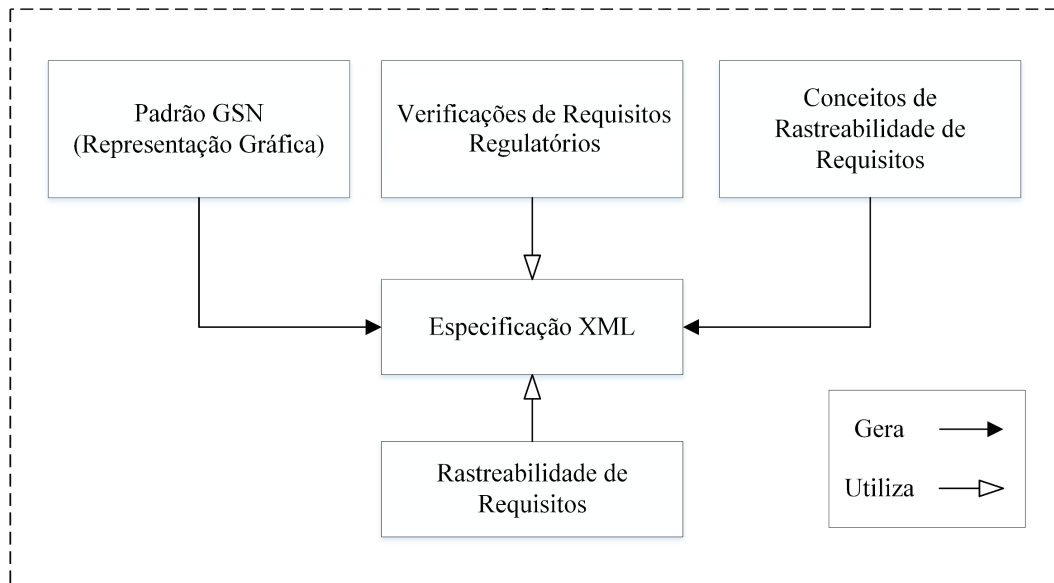 Padrão GSN
(Representação Gráfica)
Verificações de Requisitos
Regulatórios
Conceitos de
Rastreabilidade de
Requisitos
Especificação XML
Rastreabilidade de
Requisitos
Gera
Utiliza